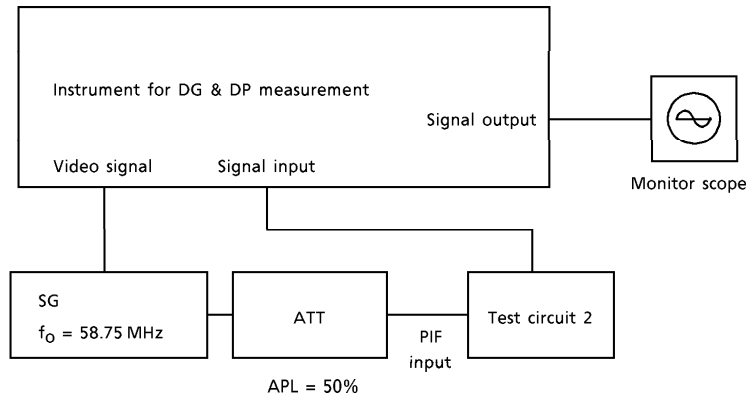 Instrument for DG & DP measurement
Signal output
Video signal
Signal input
Monitor scope
SG
fo = 58.75 MHz
ATT
PIF
input
Test circuit 2
APL = 50%